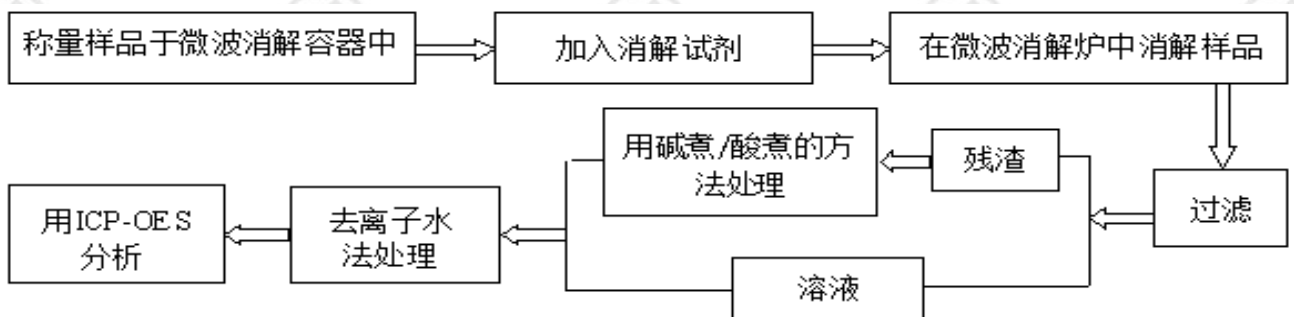 称量样品于微波消解容器中
加入消解试剂
在微波消解炉中消解样品
过滤
残渣
用碱煮/酸煮的方
法处理
溶液
去离子水
法处理
用ICP-OES
分析